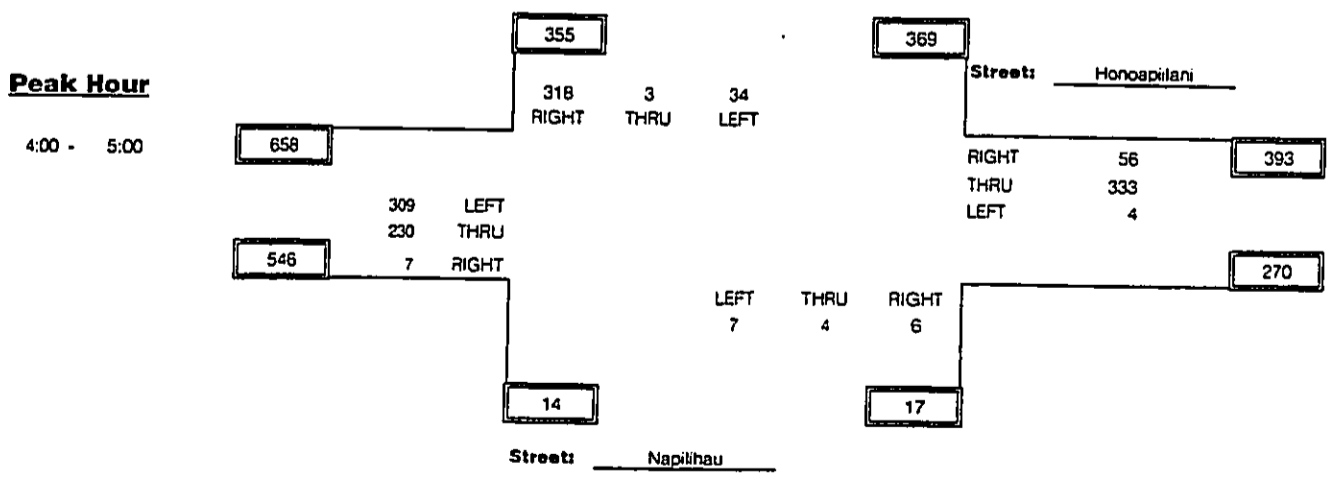 355
369
Peak Hour
Street: Honoapiilani
318 3 34
RIGHT THRU LEFT
4:00 - 5:00
658
RIGHT 56
393
THRU 333
LEFT 4
309 LEFT
230 THRU
546
7 RIGHT
270
LEFT THRU RIGHT
7 4 6
14
17
Street: Napilihau